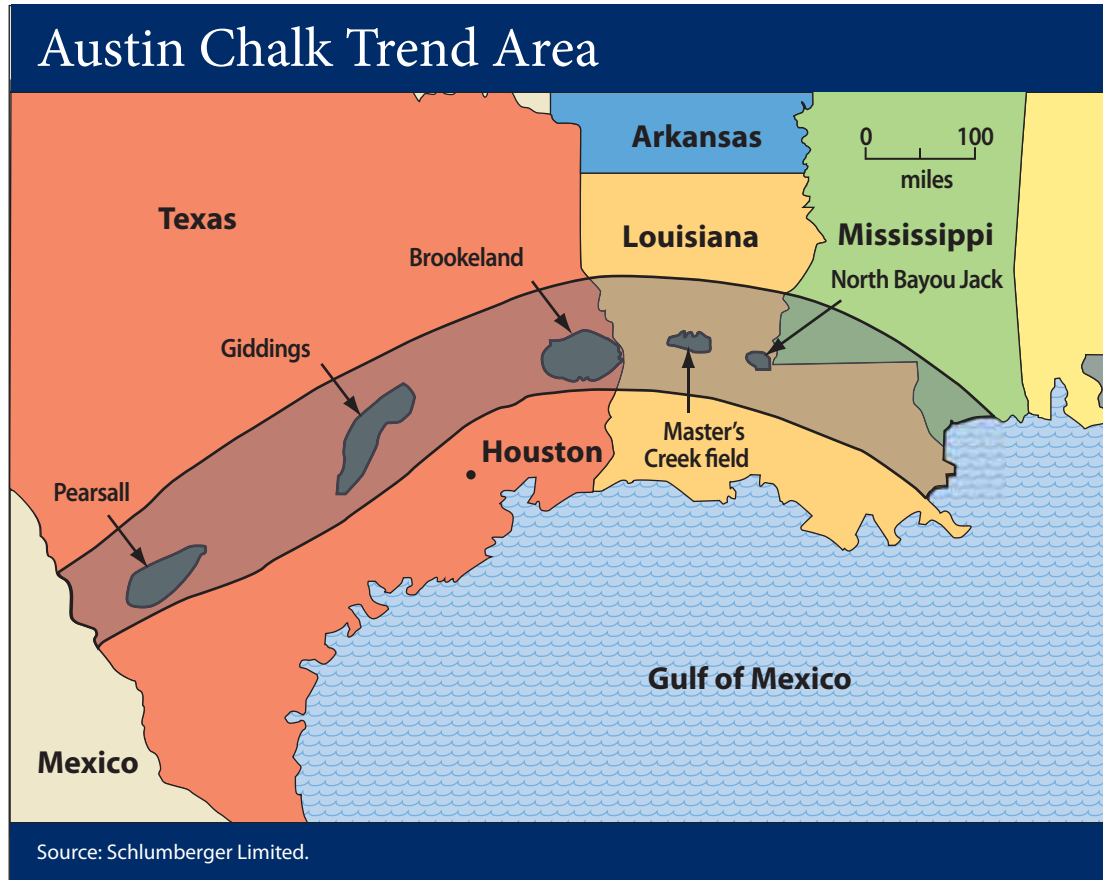 Austin Chalk Trend Area
Arkansas
0 100
miles
Texas
Louisiana
Mississippi
Brookeland
North Bayou Jack
Giddings
Master's
Creek field
Houston
Pearsall
Gulf of Mexico
Mexico
Source: Schlumberger Limited.